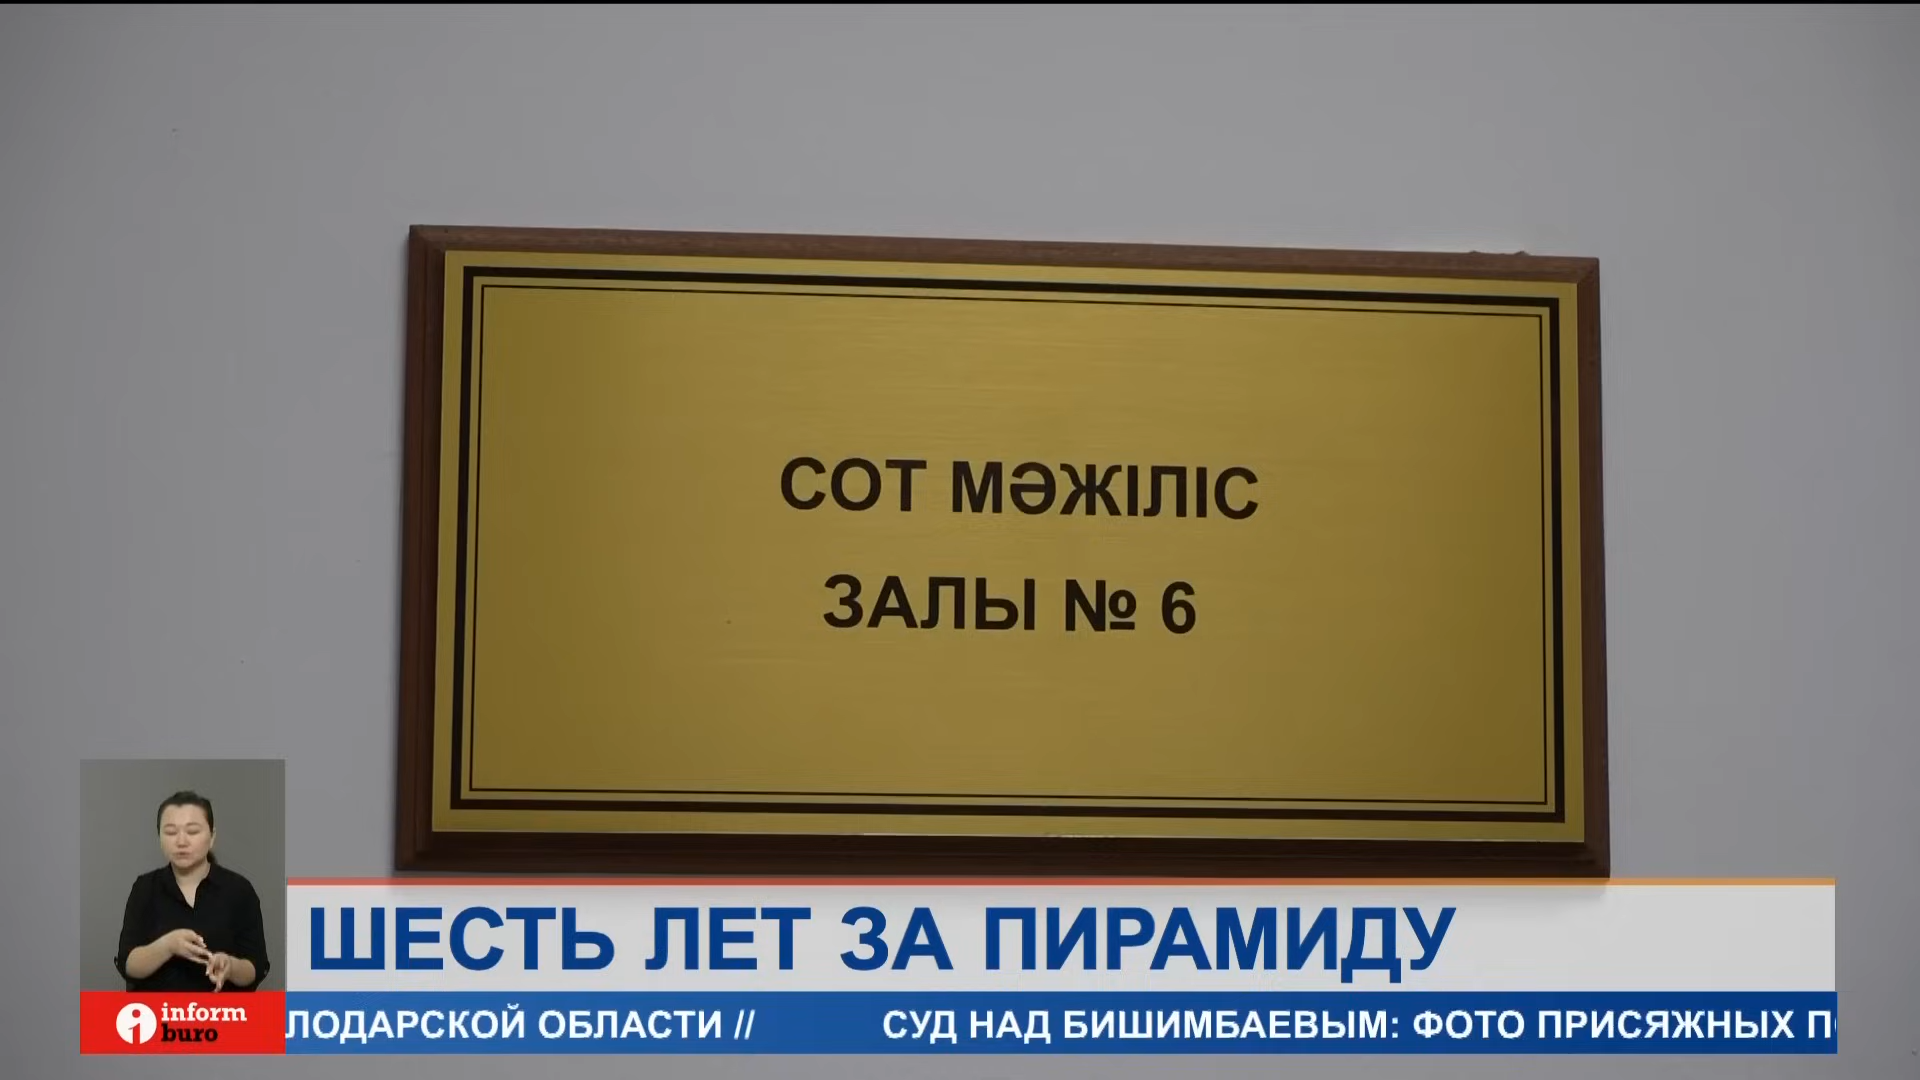 СОТ МӘЖІЛІС
ЗАЛЫ № 6
ШЕСТЬ ЛЕТ ЗА ПИРАМИДУ
inform
buro
ЛОДАРСКОЙ ОБЛАСТИ // СУД НАД БИШИМБАЕВЫМ: ФОТО ПРИСЯЖНЫХ П